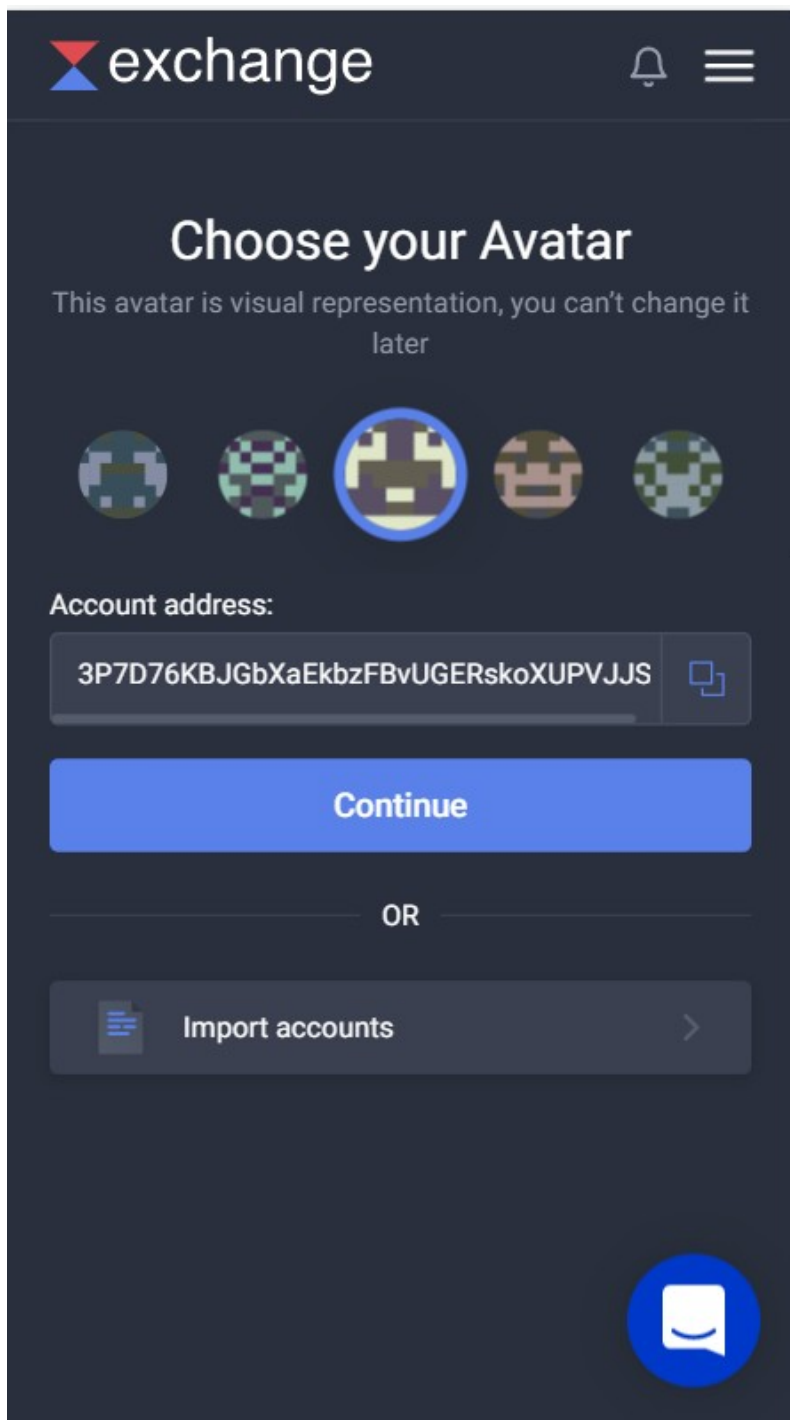 exchange
Choose your Avatar
This avatar is visual representation, you can't change it
later
Account address:
3P7D76KBJGbXaEkbzFBvUGERskoXUPVJJS
Continue
OR
Import accounts